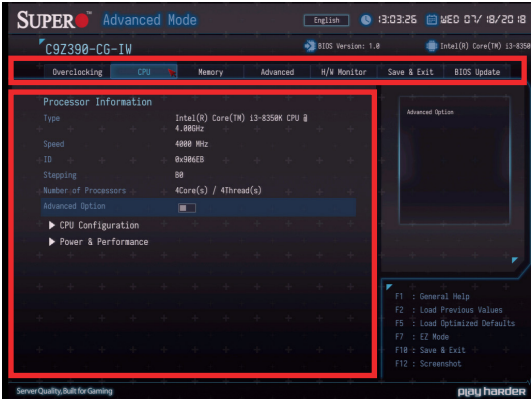 SUPER Advanced Mode
English
13:03:26
WED 07/18/2018
C9Z390-CG-IW
BIOS Version: 1.0
Intel(R) Core(TM) i3-8350
Overclocking CPU Memory Advanced H/W Monitor Save & Exit BIOS Update
Processor Information
Type Intel(R) Core(TM) i3-8350K CPU @
4.00GHz
Speed 4000 MHz
ID 0x906EB
Stepping B0
Number of Processors 4Core(s) / 4Thread(s)
Advanced Option
CPU Configuration
Power & Performance
Advanced Option
F1 : General Help
F2 : Load Previous Values
F5 : Load Optimized Defaults
F7 : EZ Mode
F10 : Save & Exit
F12 : Screenshot
Server Quality, Built for Gaming
play harder